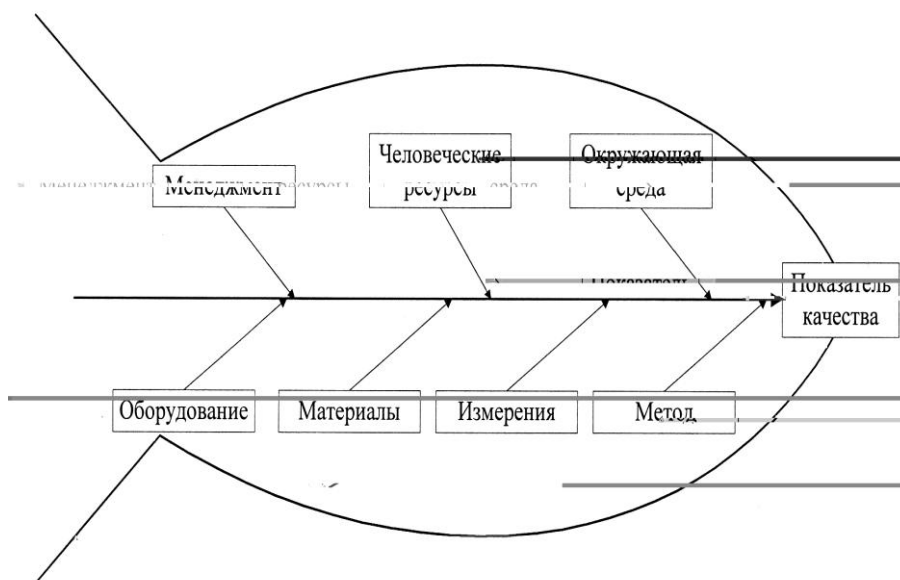 Человеческие
ресурсы
Окружающая
среда
Менеджмент
Показатель
качества
Оборудование
Материалы
Измерения
Метод